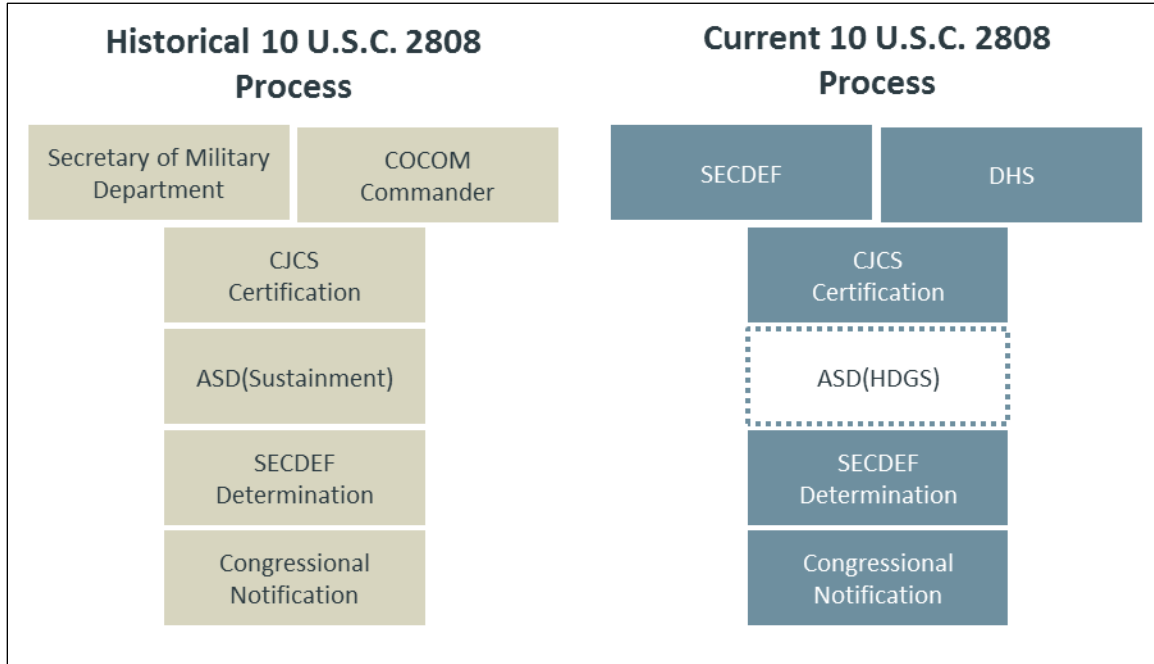 Historical 10 U.S.C. 2808
Process
Secretary of Military
Department
COCOM
Commander
CJCS
Certification
ASD(Sustainment)
SECDEF
Determination
Congressional
Notification
Current 10 U.S.C. 2808
Process
SECDEF
DHS
CJCS
Certification
ASD(HDGS)
SECDEF
Determination
Congressional
Notification